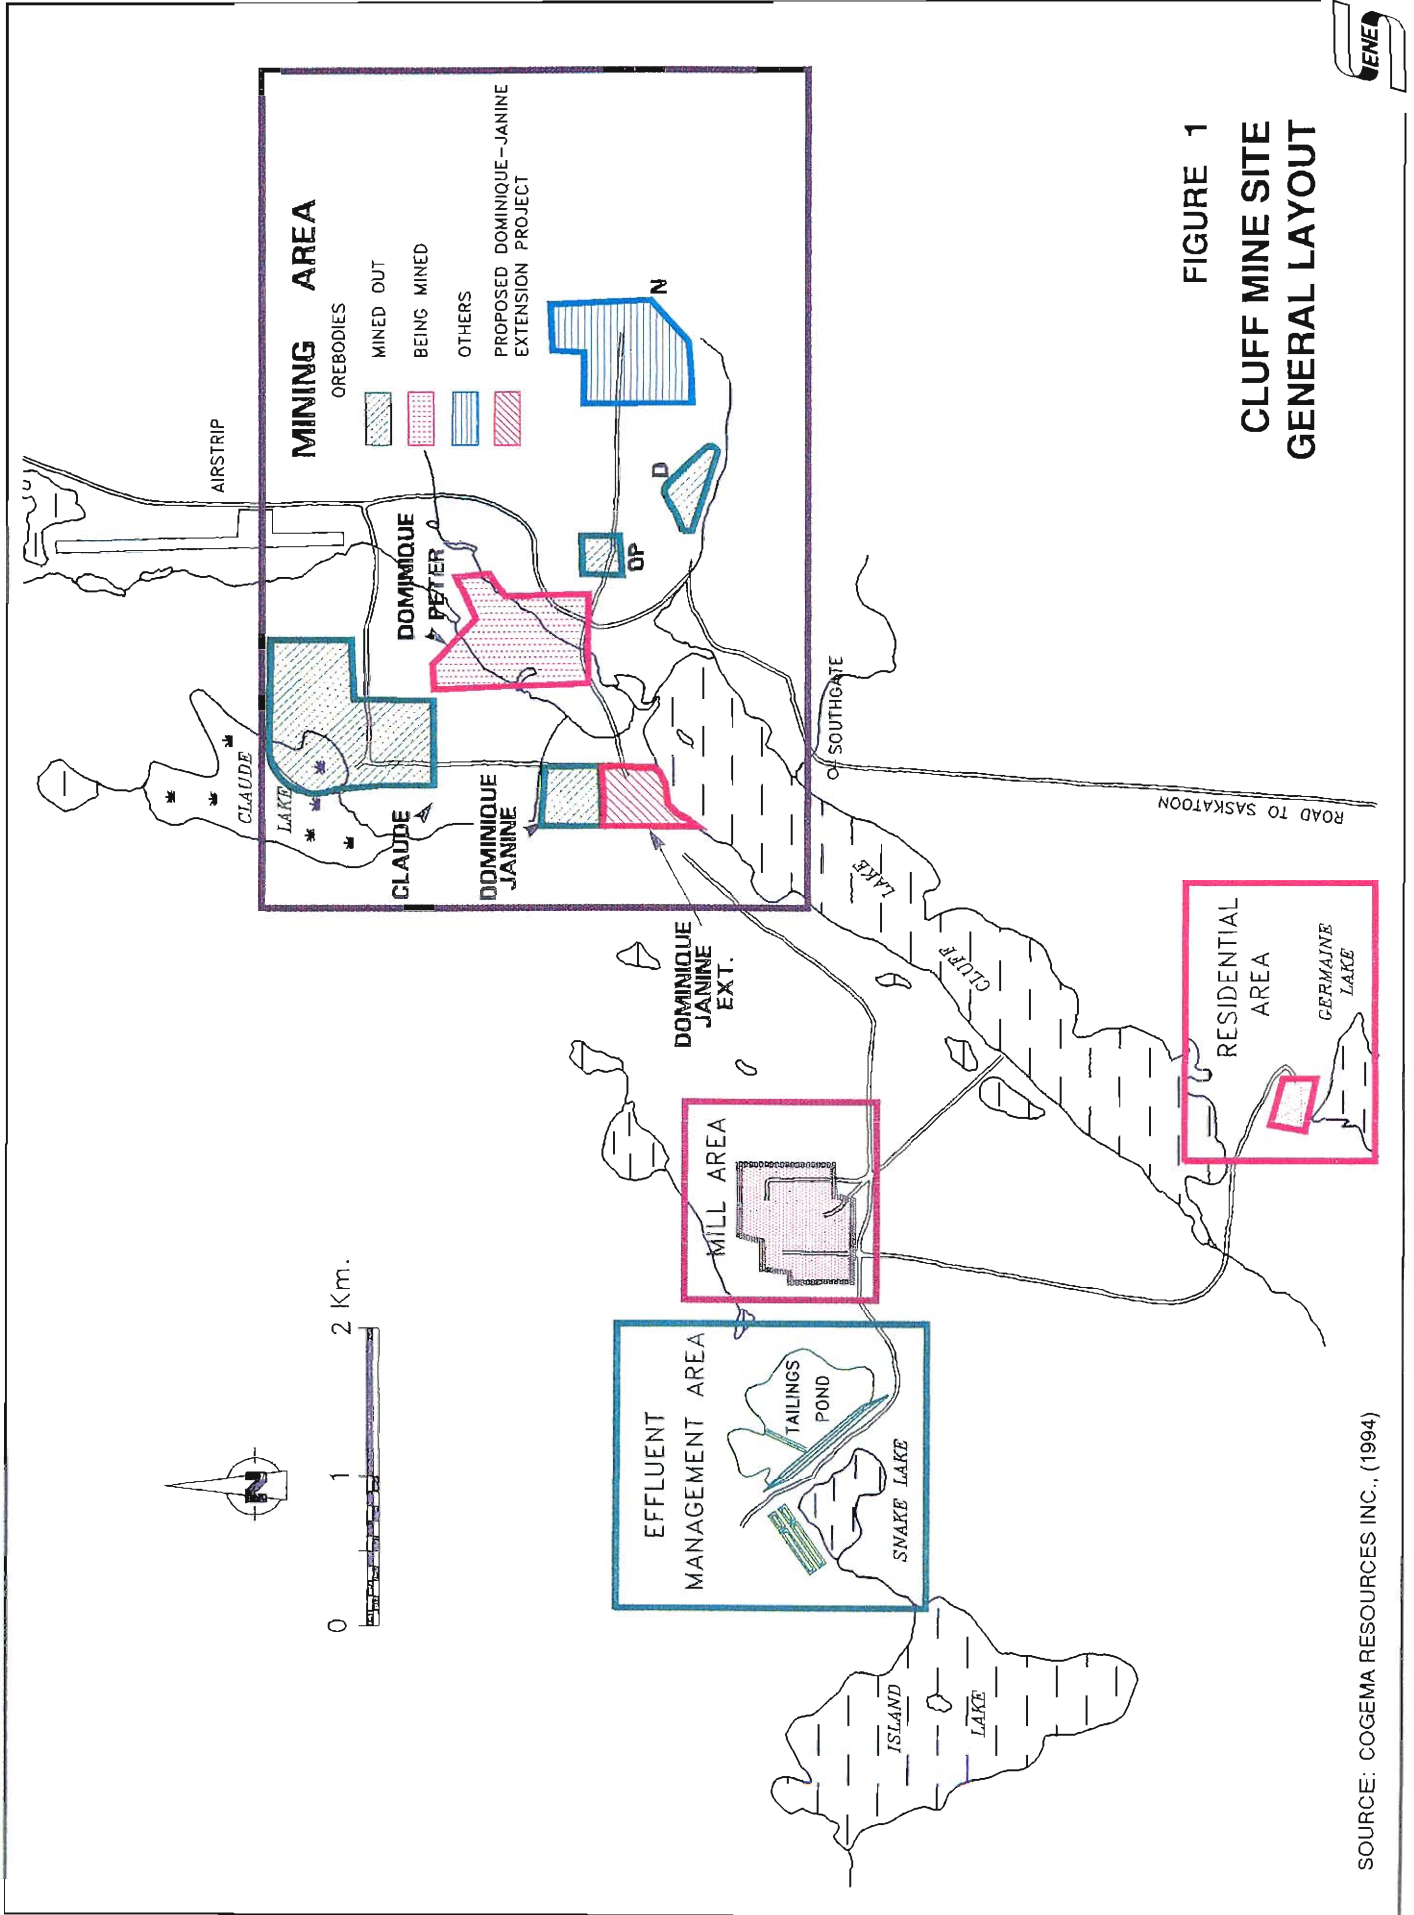 MINING AREA
OREBODIES
MINED OUT
BEING MINED
OTHERS
PROPOSED DOMINIQUE-JANINE
EXTENSION PROJECT
AIRSTRIP
CLAUDE
LAKE
CLAUDE
DOMINIQUE
PETER
DOMINIQUE
JANINE
DOMINIQUE
JANINE
EXT.
OP
D
N
SOUTHGATE
ROAD TO SASKATOON
CLUFF
LAKE
RESIDENTIAL
AREA
GERMAINE
LAKE
MILL AREA
EFFLUENT
MANAGEMENT AREA
TAILINGS
POND
SNAKE LAKE
ISLAND
LAKE
N
0 1 2 Km.
SOURCE: COGEMA RESOURCES INC., (1994)
FIGURE 1
CLUFF MINE SITE
GENERAL LAYOUT
SENES